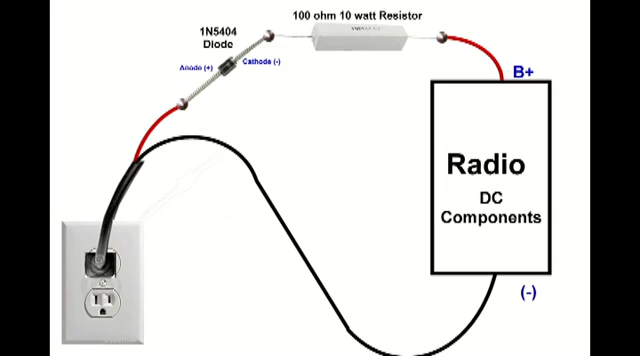 100 ohm 10 watt Resistor
1N5404
Diode
Anode (+)
Cathode (-)
B+
Radio
DC
Components
(-)